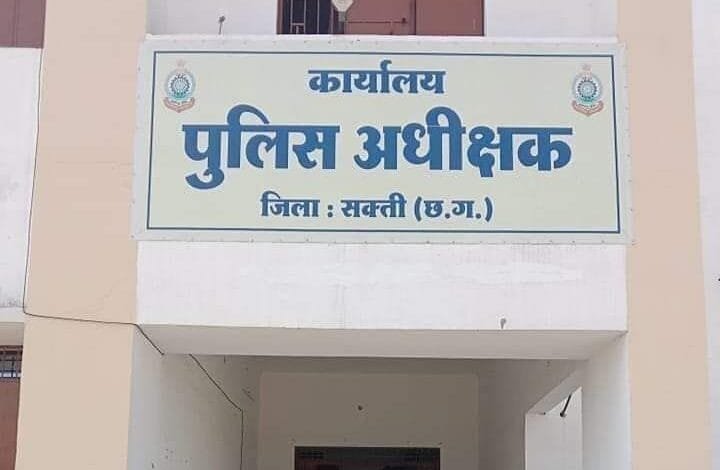 कार्यालय
पुलिस अधीक्षक
जिला : सक्ती (छ.ग.)